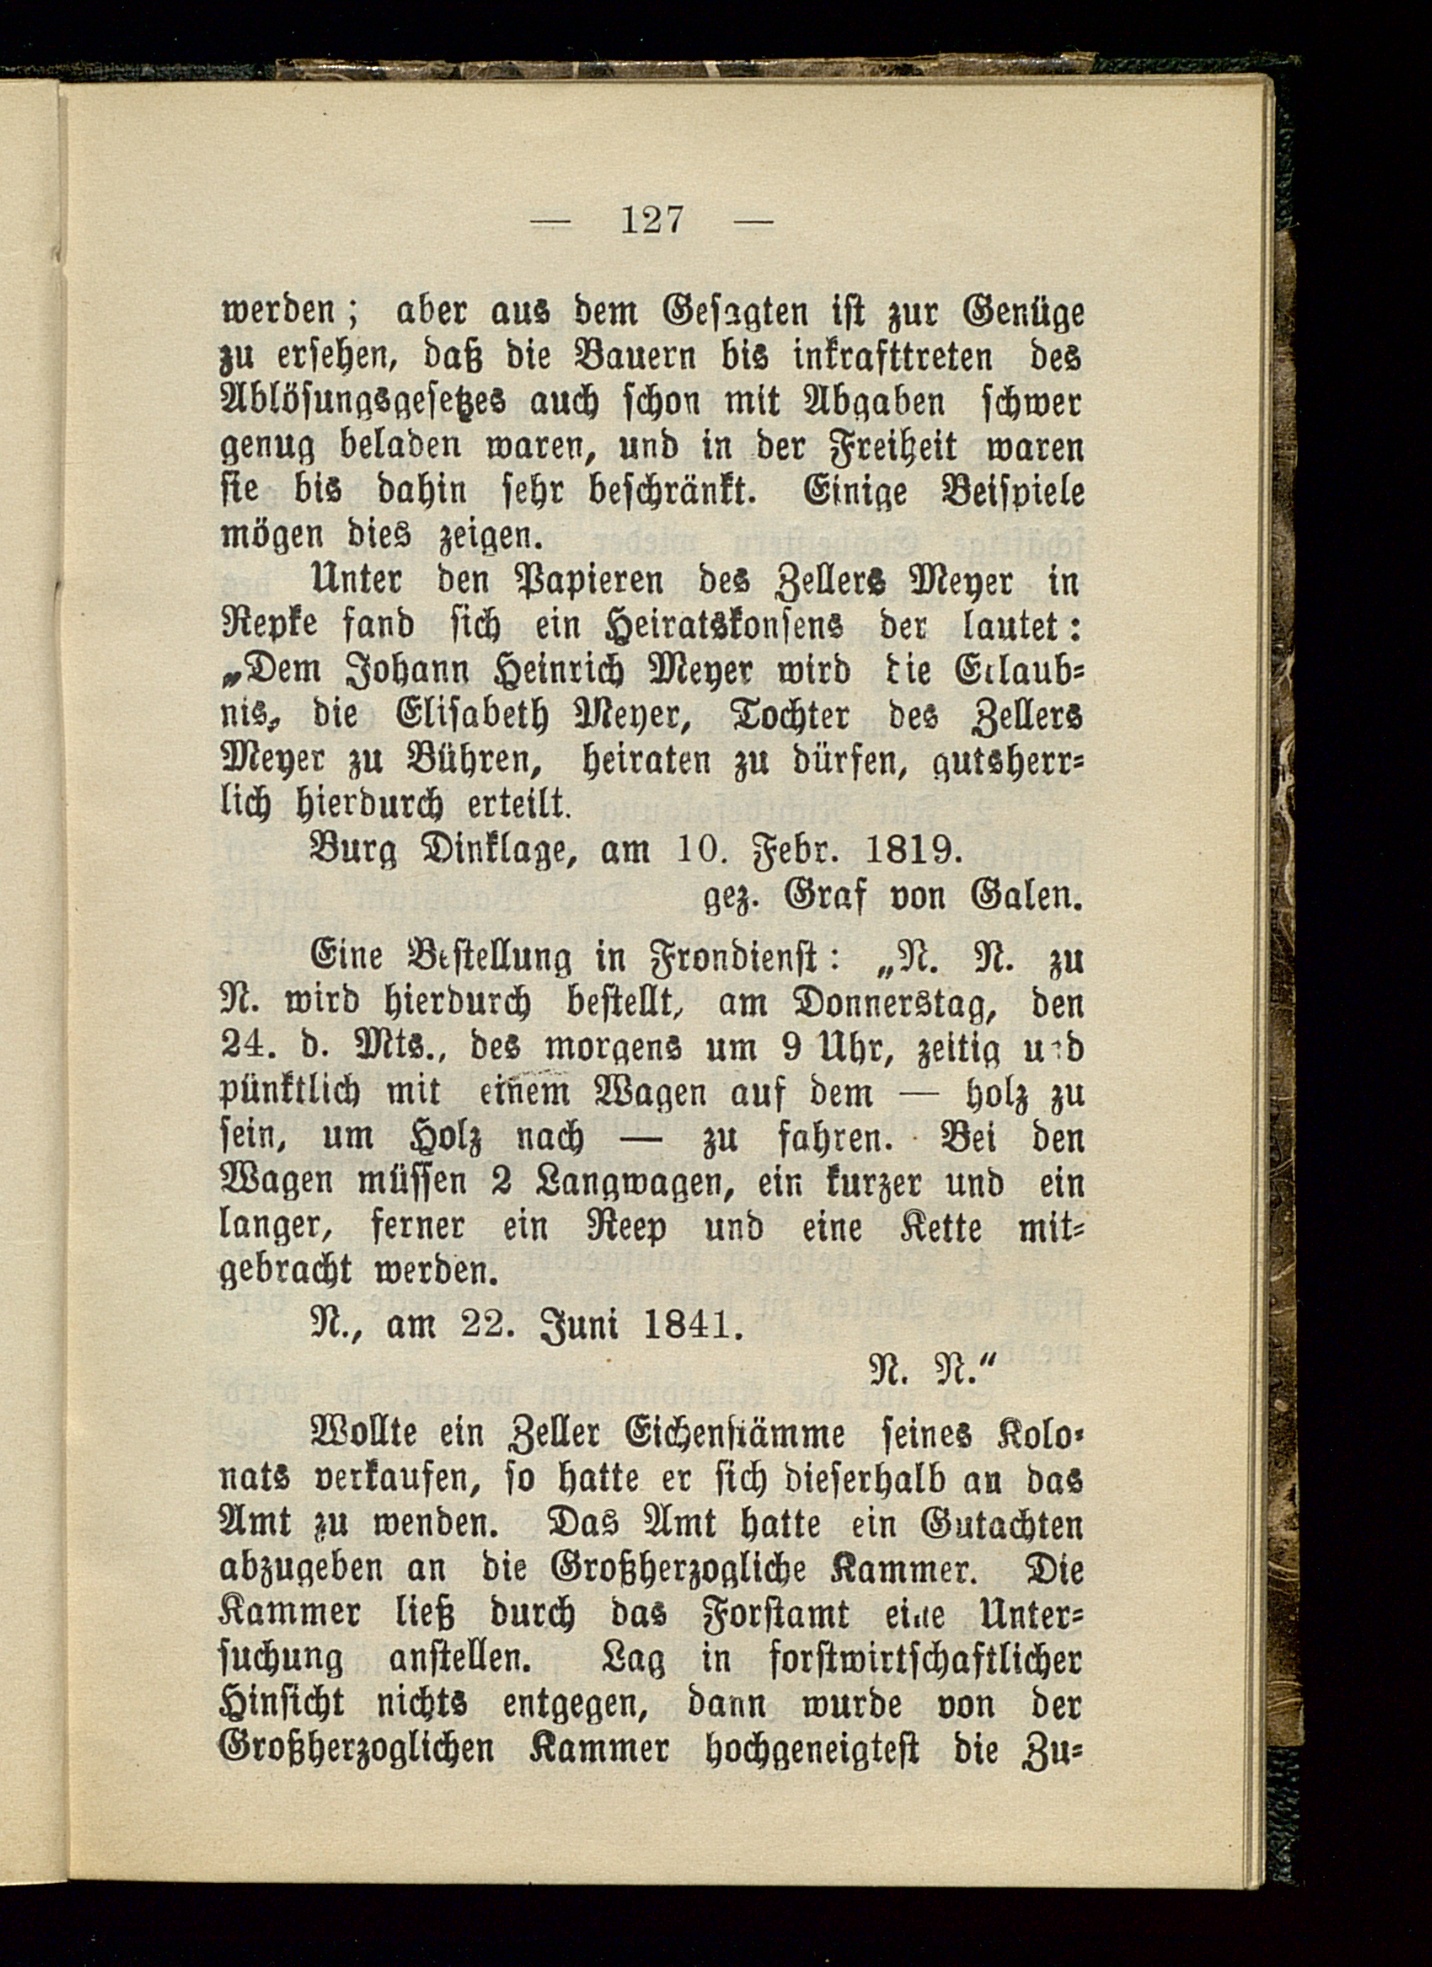 — 127 —
werden; aber aus dem Gesagten ist zur Genüge
zu ersehen, daß die Bauern bis inkrafttreten des
Ablösungsgesetzes auch schon mit Abgaben schwer
genug beladen waren, und in der Freiheit waren
sie bis dahin sehr beschränkt. Einige Beispiele
mögen dies zeigen.
Unter den Papieren des Zellers Meyer in
Repke fand sich ein Heiratskonsens der lautet:
„Dem Johann Heinrich Meyer wird die Erlaub-
nis, die Elisabeth Meyer, Tochter des Zellers
Meyer zu Bühren, heiraten zu dürfen, gutsherr-
lich hierdurch erteilt.
Burg Dinklage, am 10. Febr. 1819.
gez. Graf von Galen.
Eine Bestellung in Frondienst: „N. N. zu
N. wird hierdurch bestellt, am Donnerstag, den
24. d. Mts., des morgens um 9 Uhr, zeitig und
pünktlich mit einem Wagen auf dem — holz zu
sein, um Holz nach — zu fahren. Bei den
Wagen müssen 2 Langwagen, ein kurzer und ein
langer, ferner ein Reep und eine Kette mit-
gebracht werden.
N., am 22. Juni 1841.
N. N.“
Wollte ein Zeller Eichenstämme seines Kolo-
nats verkaufen, so hatte er sich dieserhalb an das
Amt zu wenden. Das Amt hatte ein Gutachten
abzugeben an die Großherzogliche Kammer. Die
Kammer ließ durch das Forstamt eine Unter-
suchung anstellen. Lag in forstwirtschaftlicher
Hinsicht nichts entgegen, dann wurde von der
Großherzoglichen Kammer hochgeneigtest die Zu-